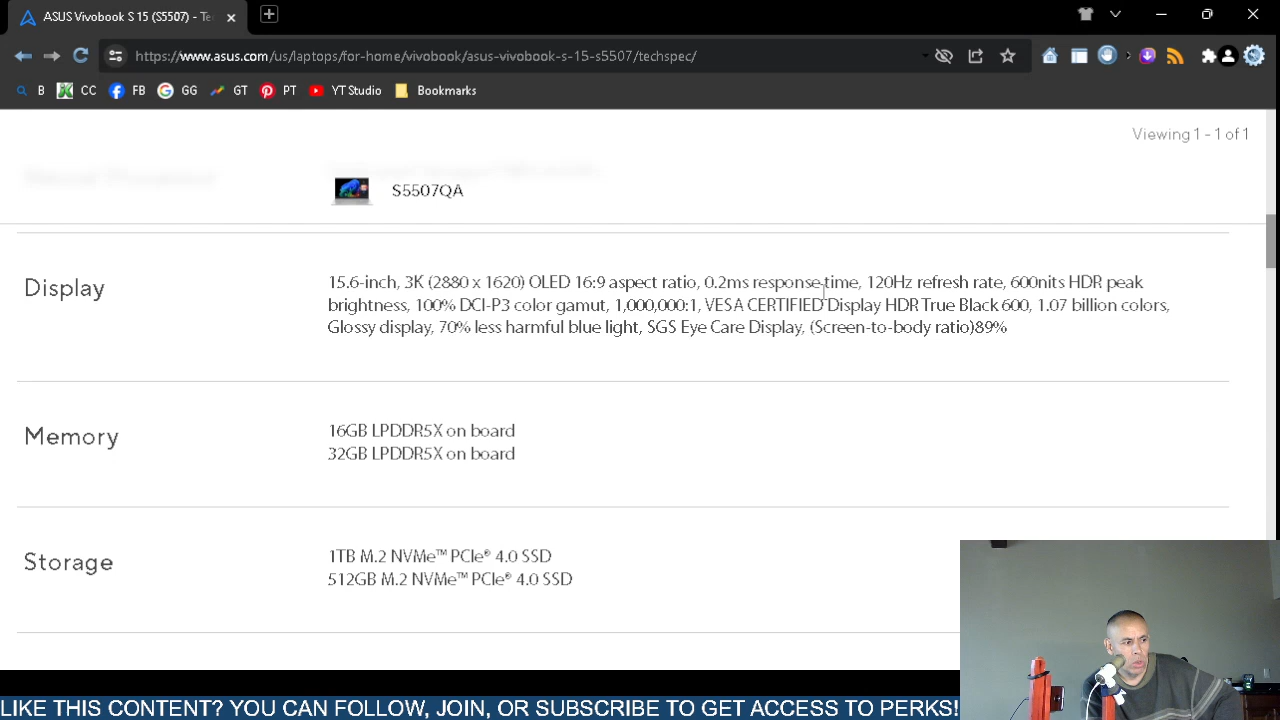 ASUS Vivobook S 15 (S5507) - Te
https://www.asus.com/us/laptops/for-home/vivobook/asus-vivobook-s-15-s5507/techspec/
B CC FB GG GT PT YT Studio Bookmarks
Viewing 1 - 1 of 1
S5507QA
Display
15.6-inch, 3K (2880 x 1620) OLED 16:9 aspect ratio, 0.2ms response time, 120Hz refresh rate, 600nits HDR peak
brightness, 100% DCI-P3 color gamut, 1,000,000:1, VESA CERTIFIED Display HDR True Black 600, 1.07 billion colors,
Glossy display, 70% less harmful blue light, SGS Eye Care Display, (Screen-to-body ratio)89%
Memory
16GB LPDDR5X on board
32GB LPDDR5X on board
Storage
1TB M.2 NVMe™ PCIe® 4.0 SSD
512GB M.2 NVMe™ PCIe® 4.0 SSD
LIKE THIS CONTENT? YOU CAN FOLLOW, JOIN, OR SUBSCRIBE TO GET ACCESS TO PERKS!